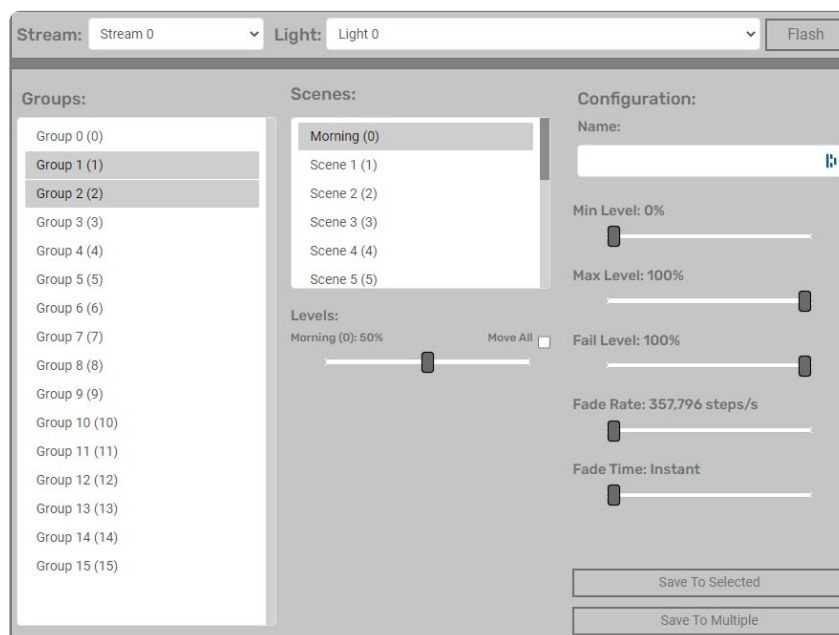 Stream: Stream 0 Light: Light 0 Flash
Groups:
Group 0 (0)
Group 1 (1)
Group 2 (2)
Group 3 (3)
Group 4 (4)
Group 5 (5)
Group 6 (6)
Group 7 (7)
Group 8 (8)
Group 9 (9)
Group 10 (10)
Group 11 (11)
Group 12 (12)
Group 13 (13)
Group 14 (14)
Group 15 (15)
Scenes:
Morning (0)
Scene 1 (1)
Scene 2 (2)
Scene 3 (3)
Scene 4 (4)
Scene 5 (5)
Levels:
Morning (0): 50% Move All
Configuration:
Name:
Min Level: 0%
Max Level: 100%
Fail Level: 100%
Fade Rate: 357,796 steps/s
Fade Time: Instant
Save To Selected
Save To Multiple